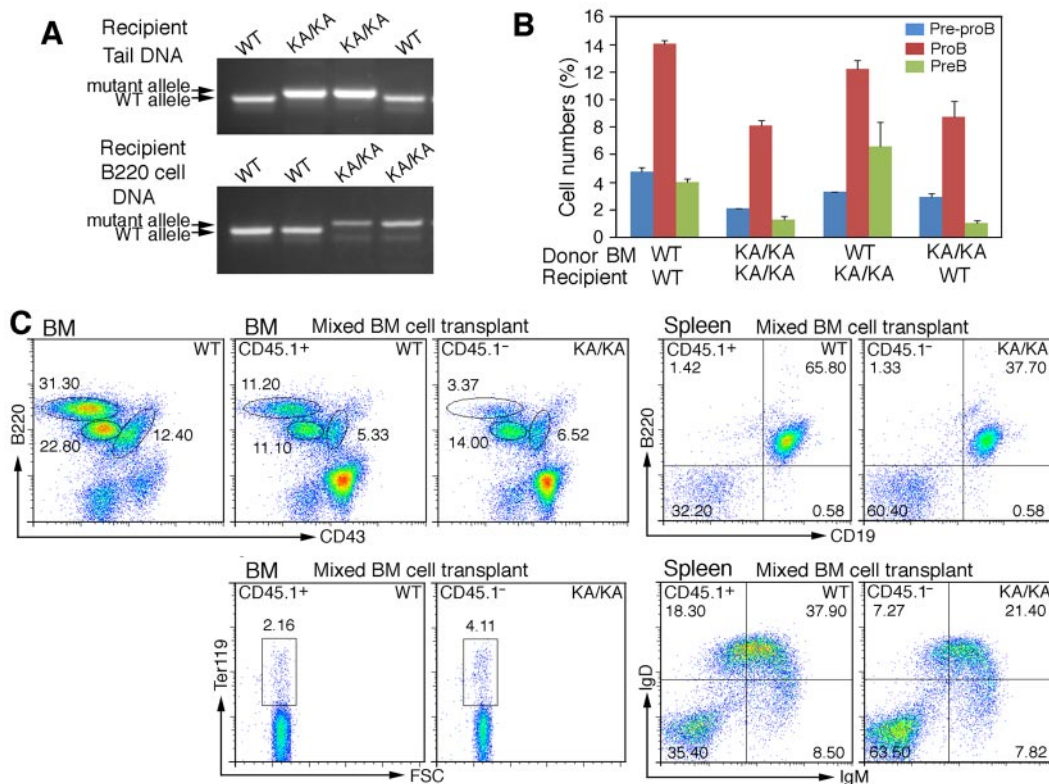 A
Recipient
Tail DNA
WT KA/KA KA/KA WT
mutant allele
WT allele
Recipient
B220 cell
DNA
WT WT KA/KA KA/KA
mutant allele
WT allele
B
Cell numbers (%)
16
14
12
10
8
6
4
2
0
Pre-proB
ProB
PreB
Donor BM WT KA/KA WT KA/KA
Recipient WT KA/KA KA/KA WT
C
BM
WT
31.30
22.80
12.40
BM Mixed BM cell transplant
CD45.1+ WT
11.20
11.10
5.33
CD45.1− KA/KA
3.37
14.00
6.52
B220
CD43
Spleen Mixed BM cell transplant
CD45.1+ WT
1.42 65.80
32.20 0.58
CD45.1− KA/KA
1.33 37.70
60.40 0.58
B220
CD19
BM Mixed BM cell transplant
CD45.1+ WT
2.16
CD45.1− KA/KA
4.11
Ter119
FSC
Spleen Mixed BM cell transplant
CD45.1+ WT
18.30 37.90
35.40 8.50
CD45.1− KA/KA
7.27 21.40
63.50 7.82
IgD
IgM